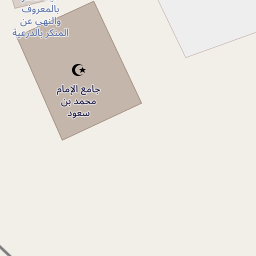 بالمعروف
والنهي عن
المنكر بالدرعية
جامع الإمام
محمد بن
سعود